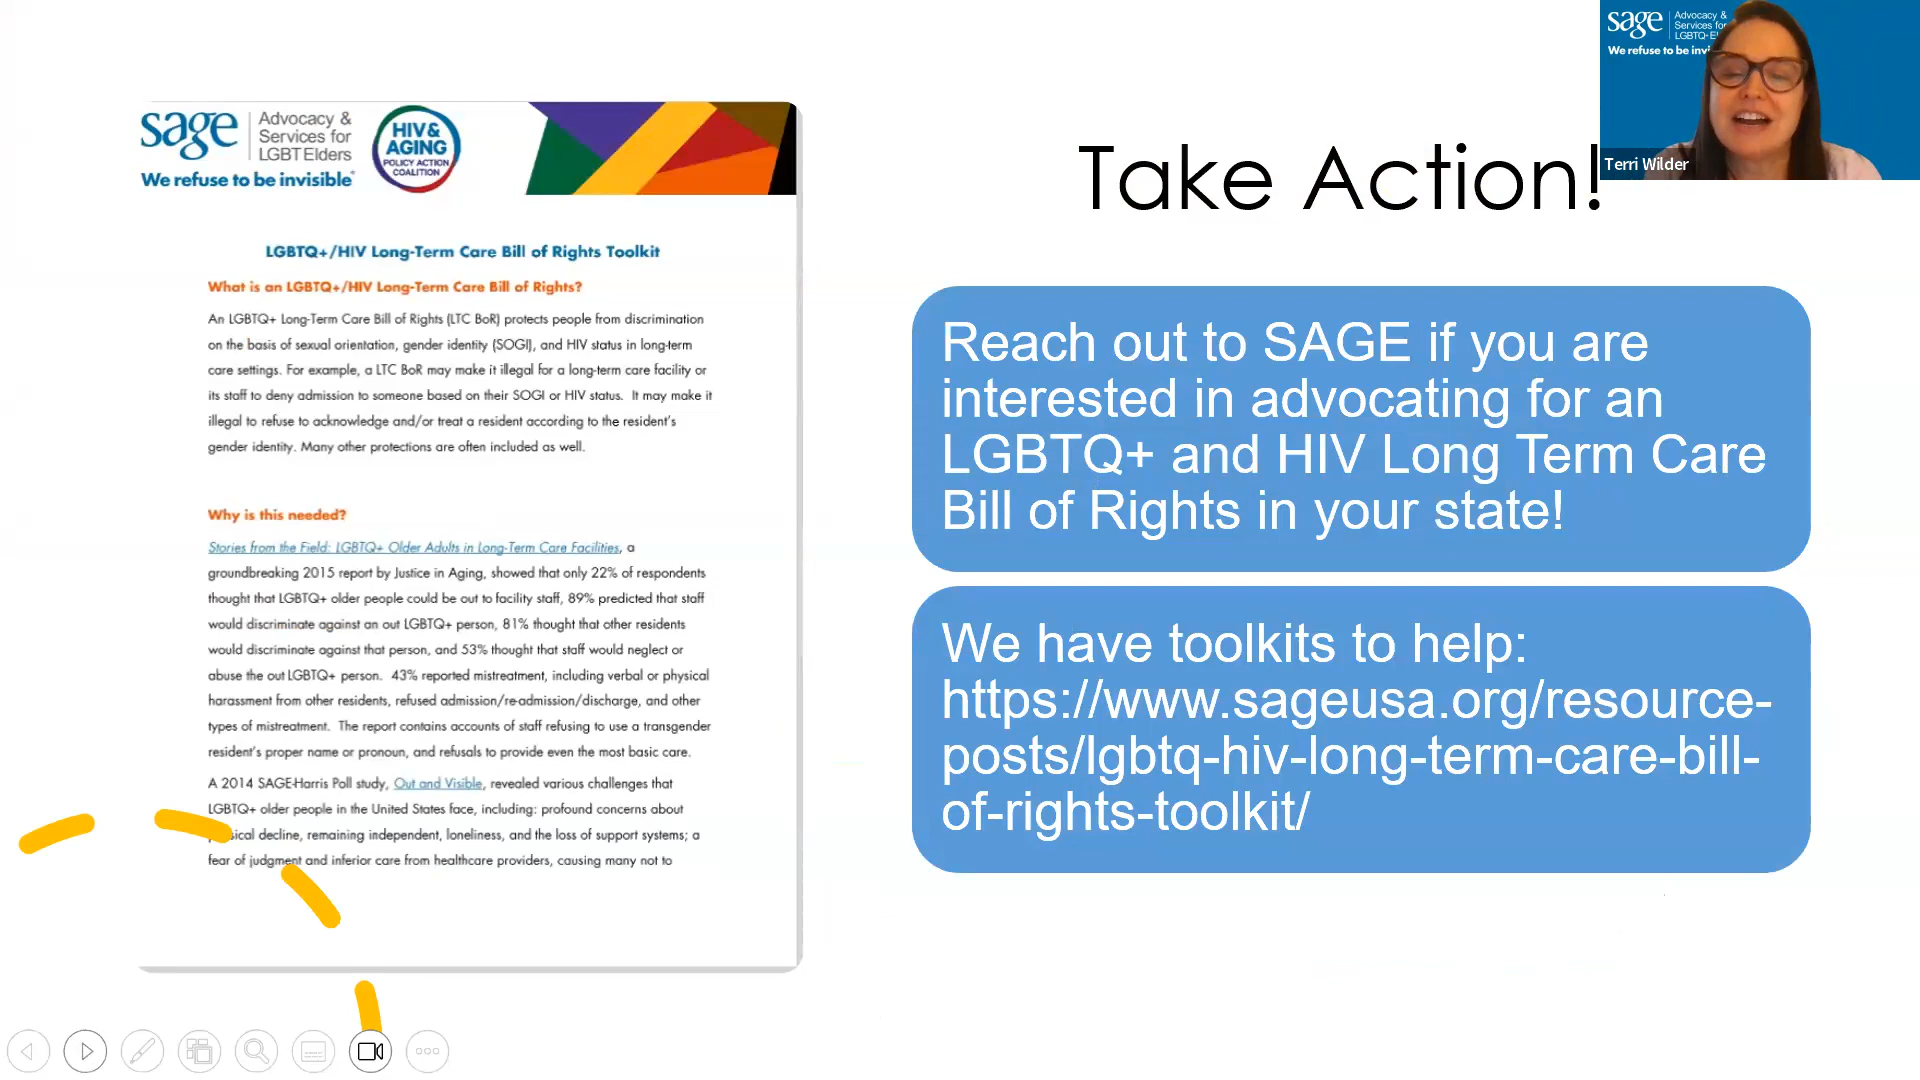 sage
Advocacy &
Services for
LGBT Elders
We refuse to be invisible
HIV&
AGING
POLICY ACTION
COALITION
LGBTQ+/HIV Long-Term Care Bill of Rights Toolkit
What is an LGBTQ+/HIV Long-Term Care Bill of Rights?
An LGBTQ+ Long-Term Care Bill of Rights (LTC BoR) protects people from discrimination
on the basis of sexual orientation, gender identity (SOGI), and HIV status in long-term
care settings. For example, a LTC BoR may make it illegal for a long-term care facility or
its staff to deny admission to someone based on their SOGI or HIV status. It may make it
illegal to refuse to acknowledge and/or treat a resident according to the resident's
gender identity. Many other protections are often included as well.
Why is this needed?
Stories from the Field: LGBTQ+ Older Adults in Long-Term Care Facilities, a
groundbreaking 2015 report by Justice in Aging, showed that only 22% of respondents
thought that LGBTQ+ older people could be out to facility staff, 89% predicted that staff
would discriminate against an out LGBTQ+ person, 81% thought that other residents
would discriminate against that person, and 53% thought that staff would neglect or
abuse the out LGBTQ+ person. 43% reported mistreatment, including verbal or physical
harassment from other residents, refused admission/re-admission/discharge, and other
types of mistreatment. The report contains accounts of staff refusing to use a transgender
resident's proper name or pronoun, and refusals to provide even the most basic care.
A 2014 SAGE-Harris Poll study, Out and Visible, revealed various challenges that
LGBTQ+ older people in the United States face, including: profound concerns about
decline, remaining independent, loneliness, and the loss of support systems; a
fear of judgment and inferior care from healthcare providers, causing many not to
Take Action!
Reach out to SAGE if you are
interested in advocating for an
LGBTQ+ and HIV Long Term Care
Bill of Rights in your state!
We have toolkits to help:
https://www.sageusa.org/resource-
posts/lgbtq-hiv-long-term-care-bill-
of-rights-toolkit/
sage
Advocacy &
Services for
We refuse to be
Terri Wilder